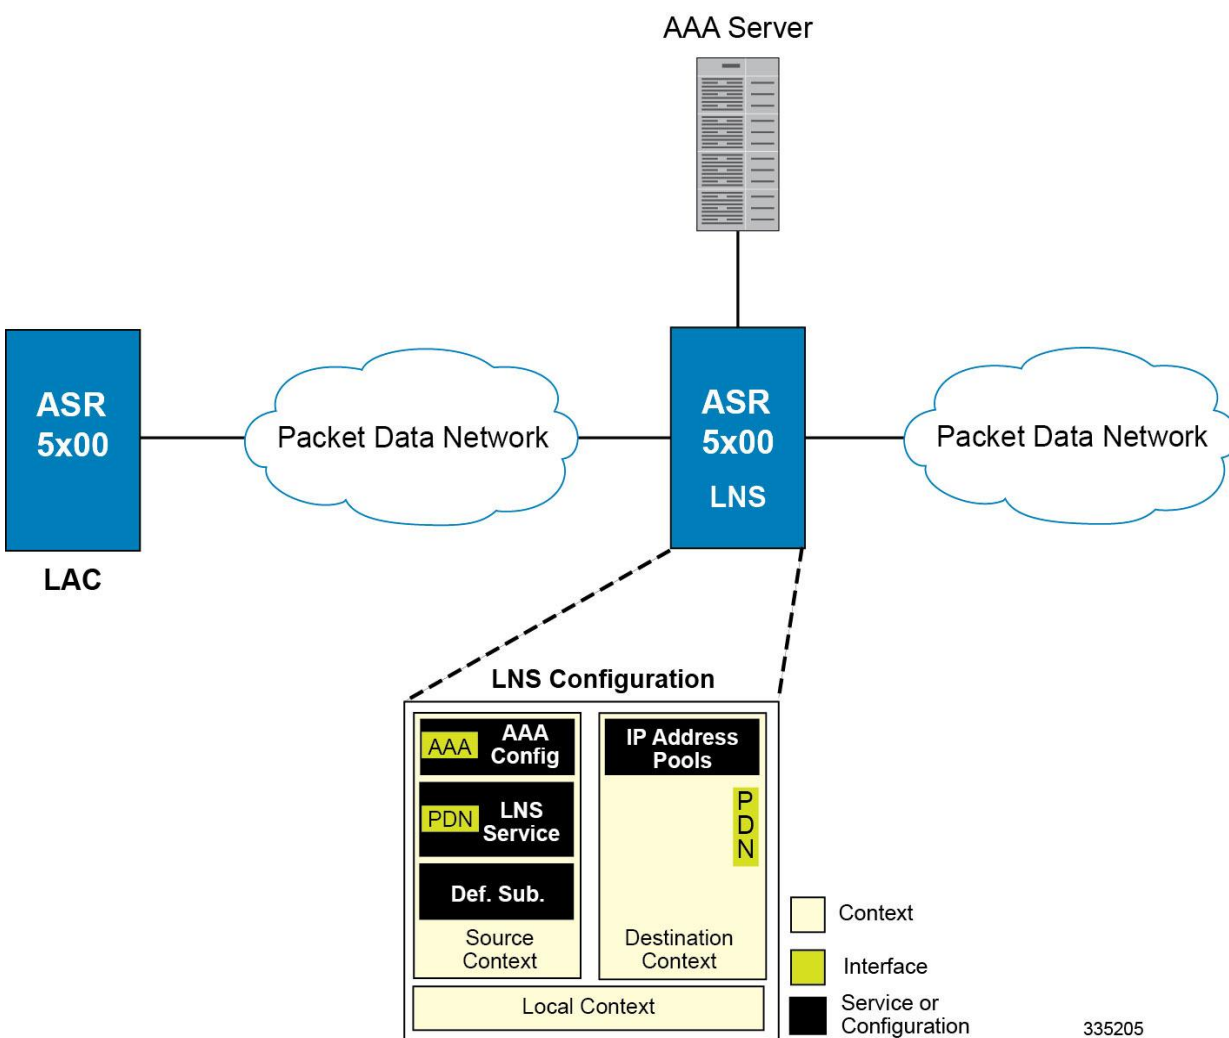 AAA Server
ASR
5x00
LAC
Packet Data Network
ASR
5x00
LNS
Packet Data Network
LNS Configuration
AAA
AAA
Config
PDN
LNS
Service
Def. Sub.
Source
Context
IP Address
Pools
P
D
N
Destination
Context
Local Context
Context
Interface
Service or
Configuration
335205